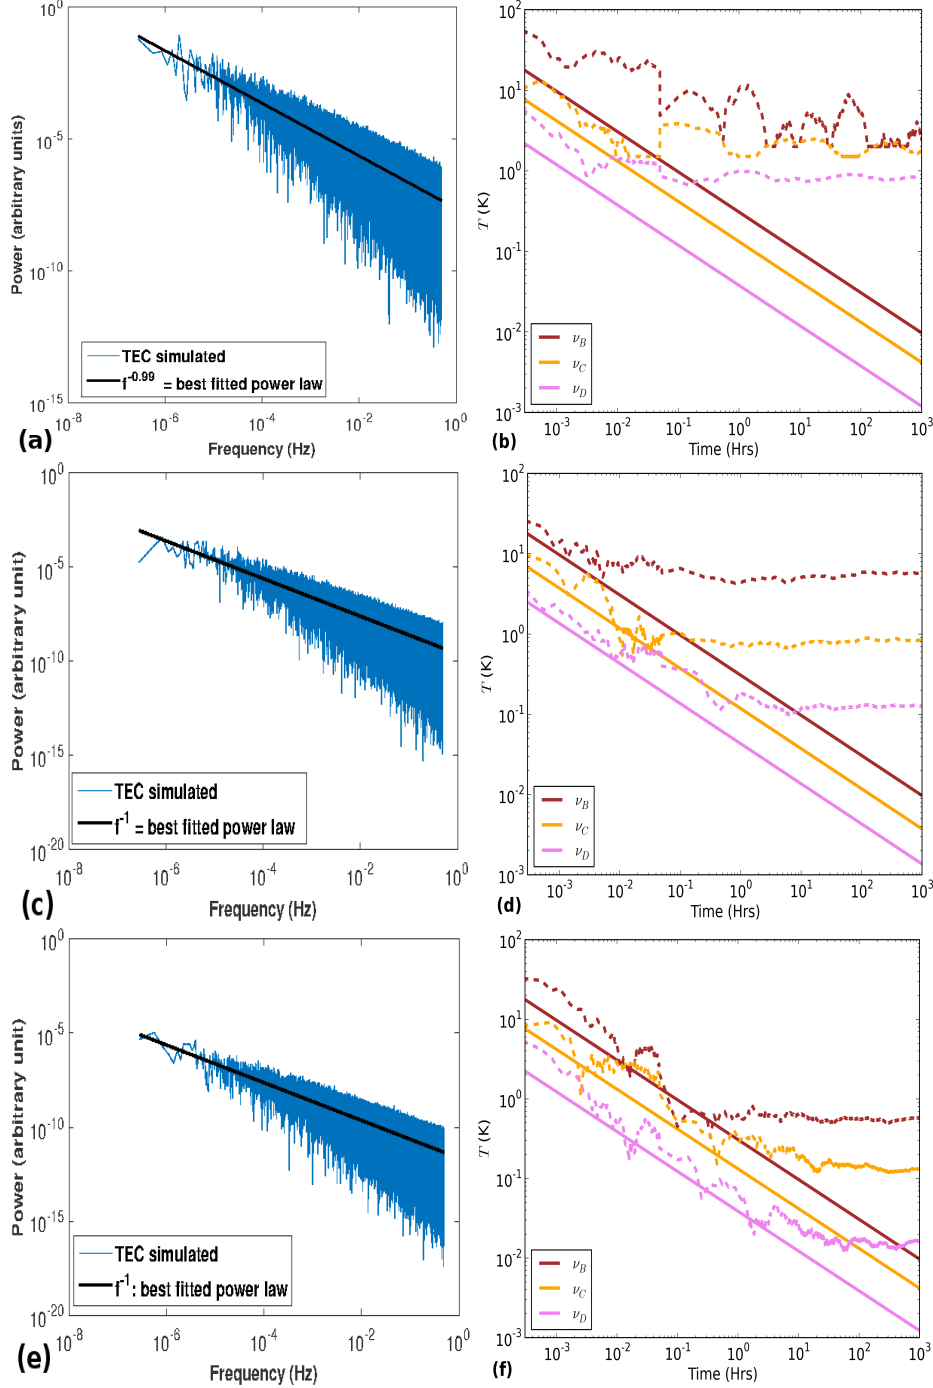 10^0
10^-5
10^-10
10^-15
Power (arbitrary units)
TEC simulated
f^-0.99 = best fitted power law
10^-8
10^-6
10^-4
10^-2
10^0
Frequency (Hz)
(a)
10^2
10^1
10^0
10^-1
10^-2
10^-3
T (K)
ν_B
ν_C
ν_D
10^-3
10^-2
10^-1
10^0
10^1
10^2
10^3
Time (Hrs)
(b)
10^0
10^-5
10^-10
10^-15
10^-20
Power (arbitrary unit)
TEC simulated
f^-1 = best fitted power law
10^-8
10^-6
10^-4
10^-2
10^0
Frequency (Hz)
(c)
10^2
10^1
10^0
10^-1
10^-2
10^-3
T (K)
ν_B
ν_C
ν_D
10^-3
10^-2
10^-1
10^0
10^1
10^2
10^3
Time (Hrs)
(d)
10^0
10^-5
10^-10
10^-15
10^-20
Power (arbitrary unit)
TEC simulated
f^-1 : best fitted power law
10^-8
10^-6
10^-4
10^-2
10^0
Frequency (Hz)
(e)
10^2
10^1
10^0
10^-1
10^-2
10^-3
T (K)
ν_B
ν_C
ν_D
10^-3
10^-2
10^-1
10^0
10^1
10^2
10^3
Time (Hrs)
(f)